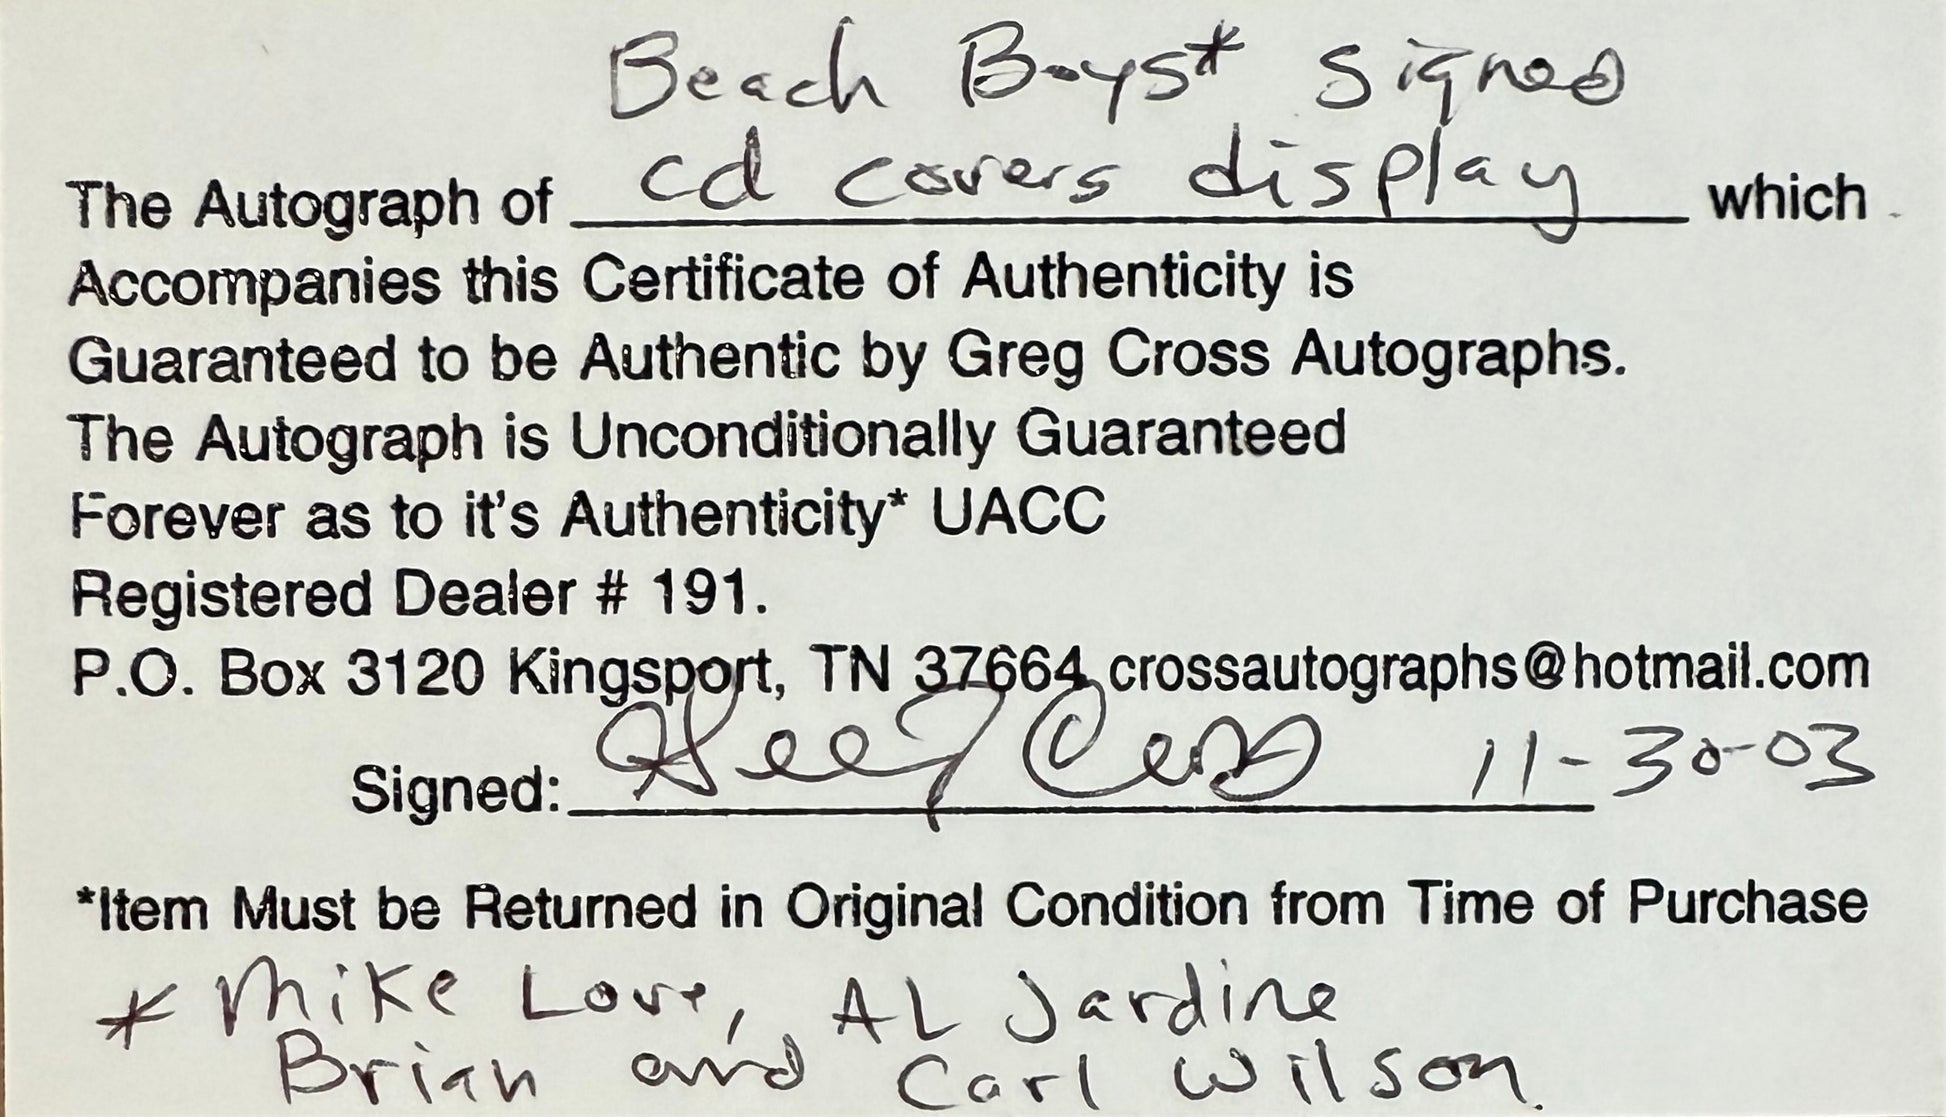 Beach Boys* signed
cd covers display
The Autograph of which
Accompanies this Certificate of Authenticity is
Guaranteed to be Authentic by Greg Cross Autographs.
The Autograph is Unconditionally Guaranteed
Forever as to it's Authenticity* UACC
Registered Dealer # 191.
P.O. Box 3120 Kingsport, TN 37664 crossautographs@hotmail.com
Signed: Greg Cross 11-30-03
*Item Must be Returned in Original Condition from Time of Purchase
* Mike Love, AL Jardine
Brian and Carl Wilson.